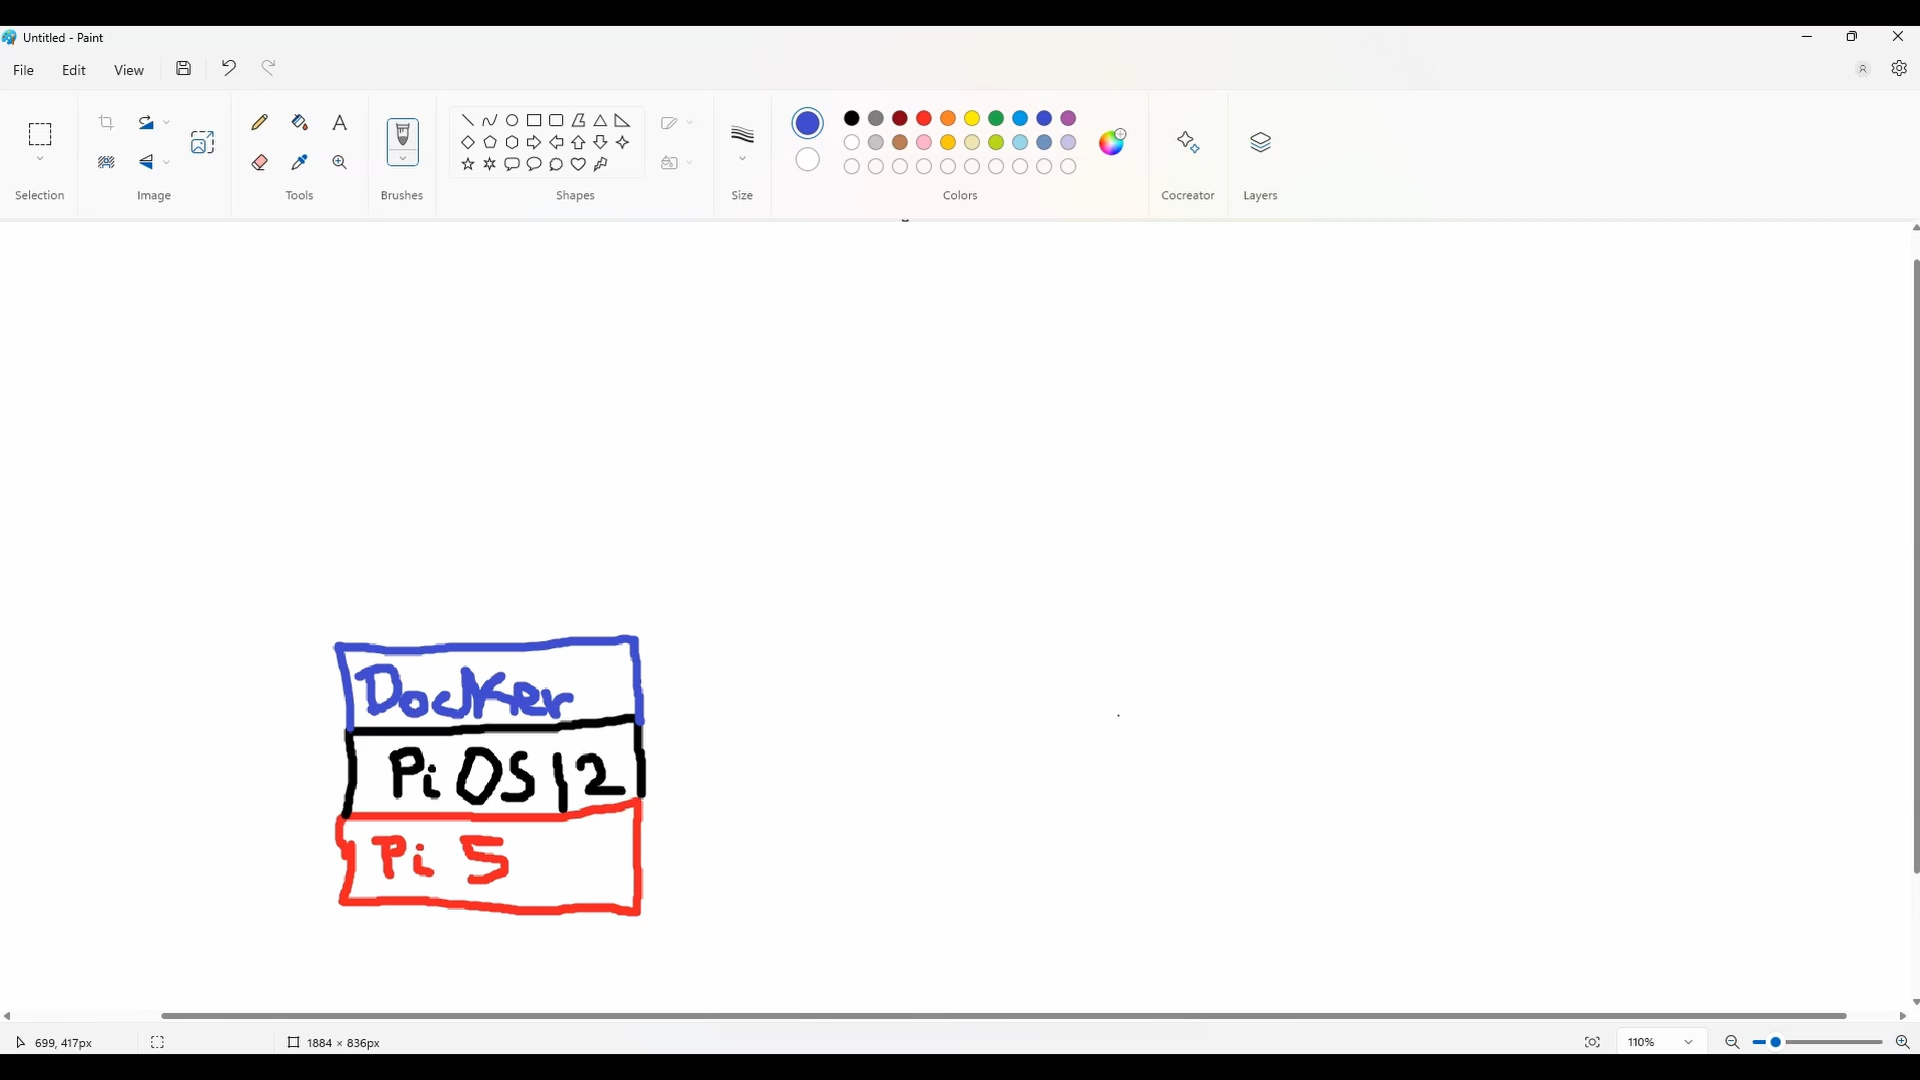 Untitled - Paint
File Edit View
Selection Image Tools Brushes Shapes Size Colors Cocreator Layers
Docker
Pi OS 12
Pi 5
699, 417px 1884 × 836px 110%